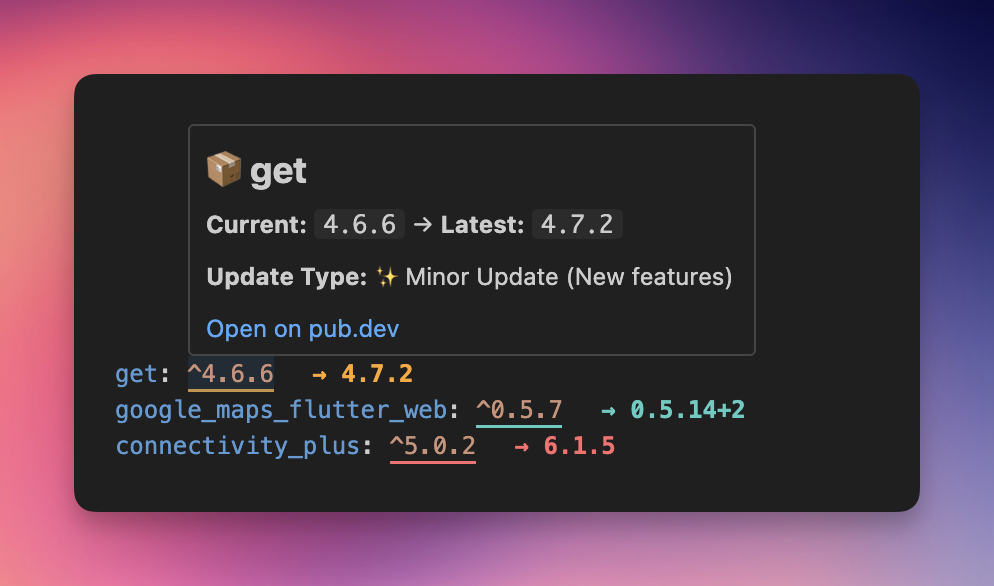 📦 get
Current: 4.6.6 → Latest: 4.7.2
Update Type: ✨ Minor Update (New features)
Open on pub.dev
get: ^4.6.6 → 4.7.2
google_maps_flutter_web: ^0.5.7 → 0.5.14+2
connectivity_plus: ^5.0.2 → 6.1.5